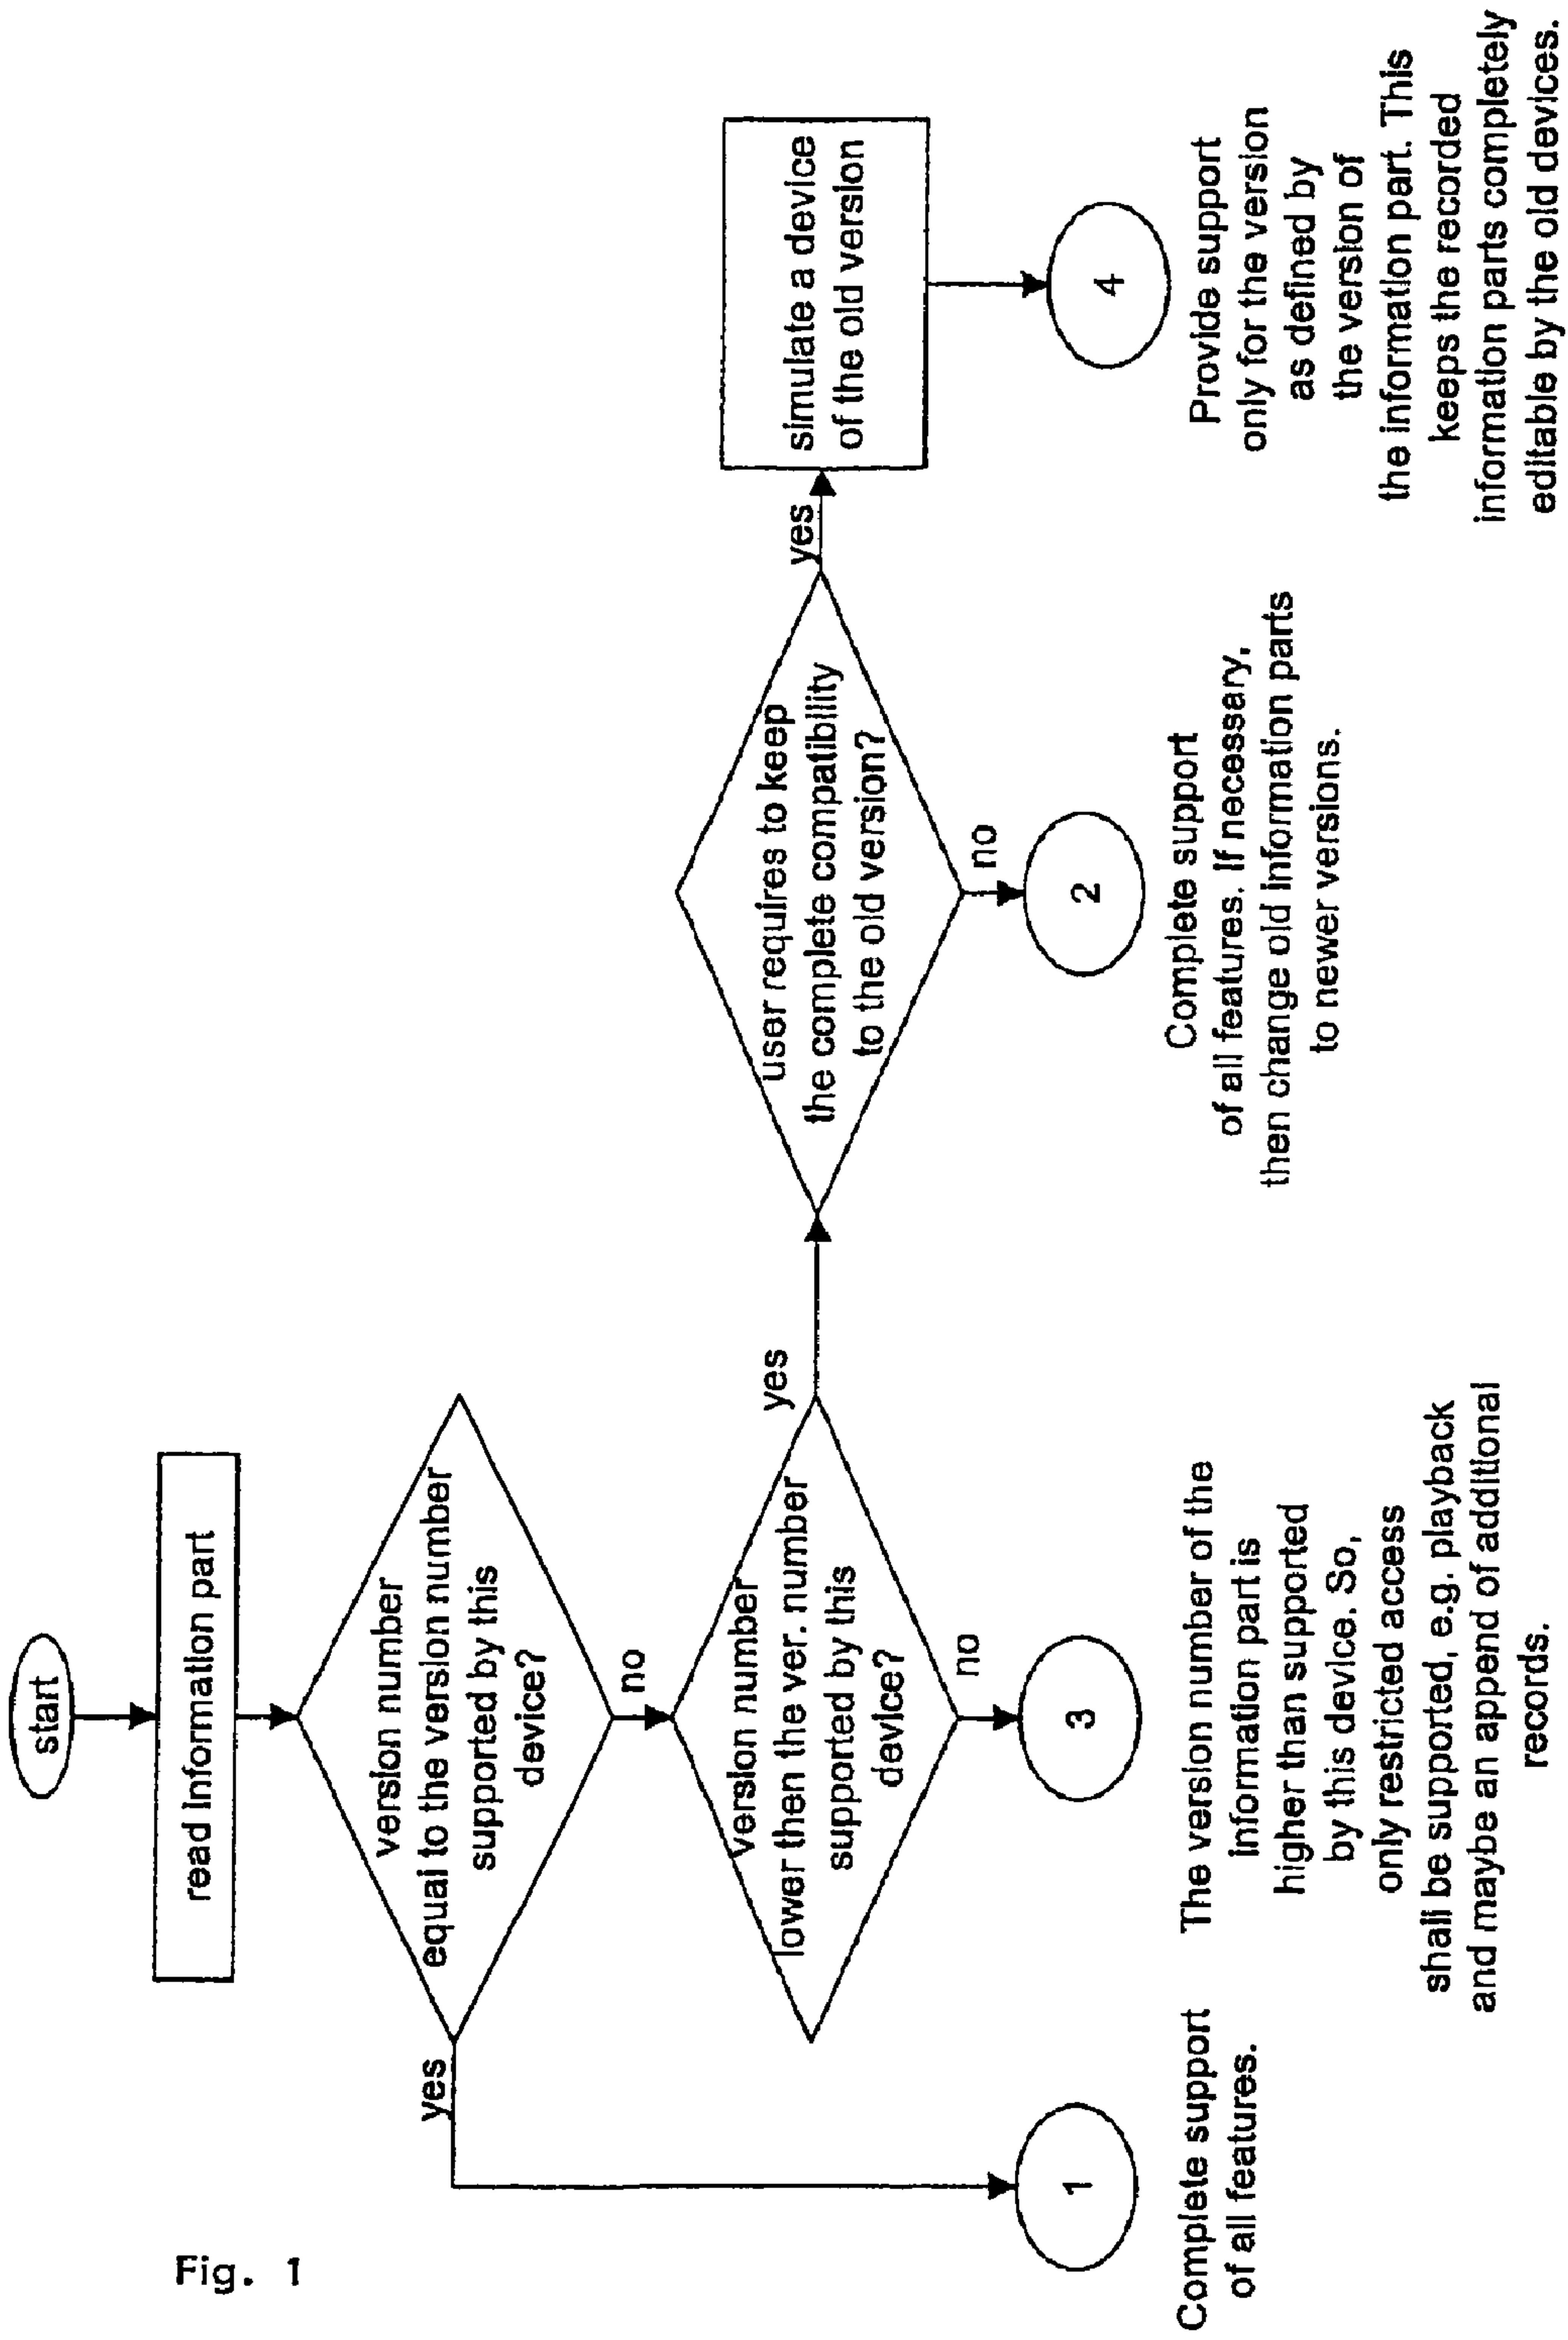 Fig. 1
start
read information part
version number
equal to the version number
supported by this
device?
yes
no
version number
lower then the ver. number
supported by this
device?
yes
no
user requires to keep
the complete compatibility
to the old version?
yes
no
simulate a device
of the old version
1
Complete support
of all features.
3
The version number of the
information part is
higher than supported
by this device. So,
only restricted access
shall be supported, e.g. playback
and maybe an append of additional
records.
2
Complete support
of all features. If necessary,
then change old information parts
to newer versions.
4
Provide support
only for the version
as defined by
the version of
the information part. This
keeps the recorded
information parts completely
editable by the old devices.